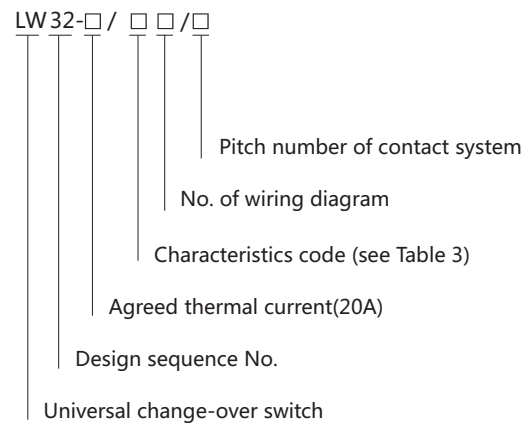 LW32-□/ □ □/□
Pitch number of contact system
No. of wiring diagram
Characteristics code (see Table 3)
Agreed thermal current(20A)
Design sequence No.
Universal change-over switch